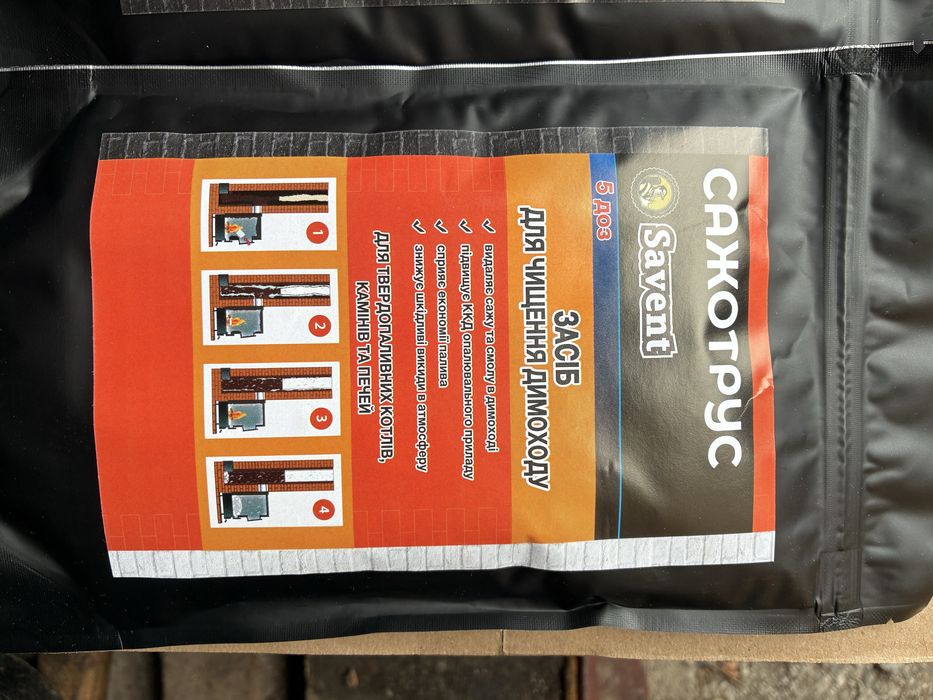 САЖОТРУС
Savent
5 доз
ЗАСІБ
ДЛЯ ЧИЩЕННЯ ДИМОХОДУ
видаляє сажу та смолу в димоході
підвищує ККД опалювального приладу
сприяє економії палива
знижує шкідливі викиди в атмосферу
ДЛЯ ТВЕРДОПАЛИВНИХ КОТЛІВ,
КАМІНІВ ТА ПЕЧЕЙ
1
2
3
4